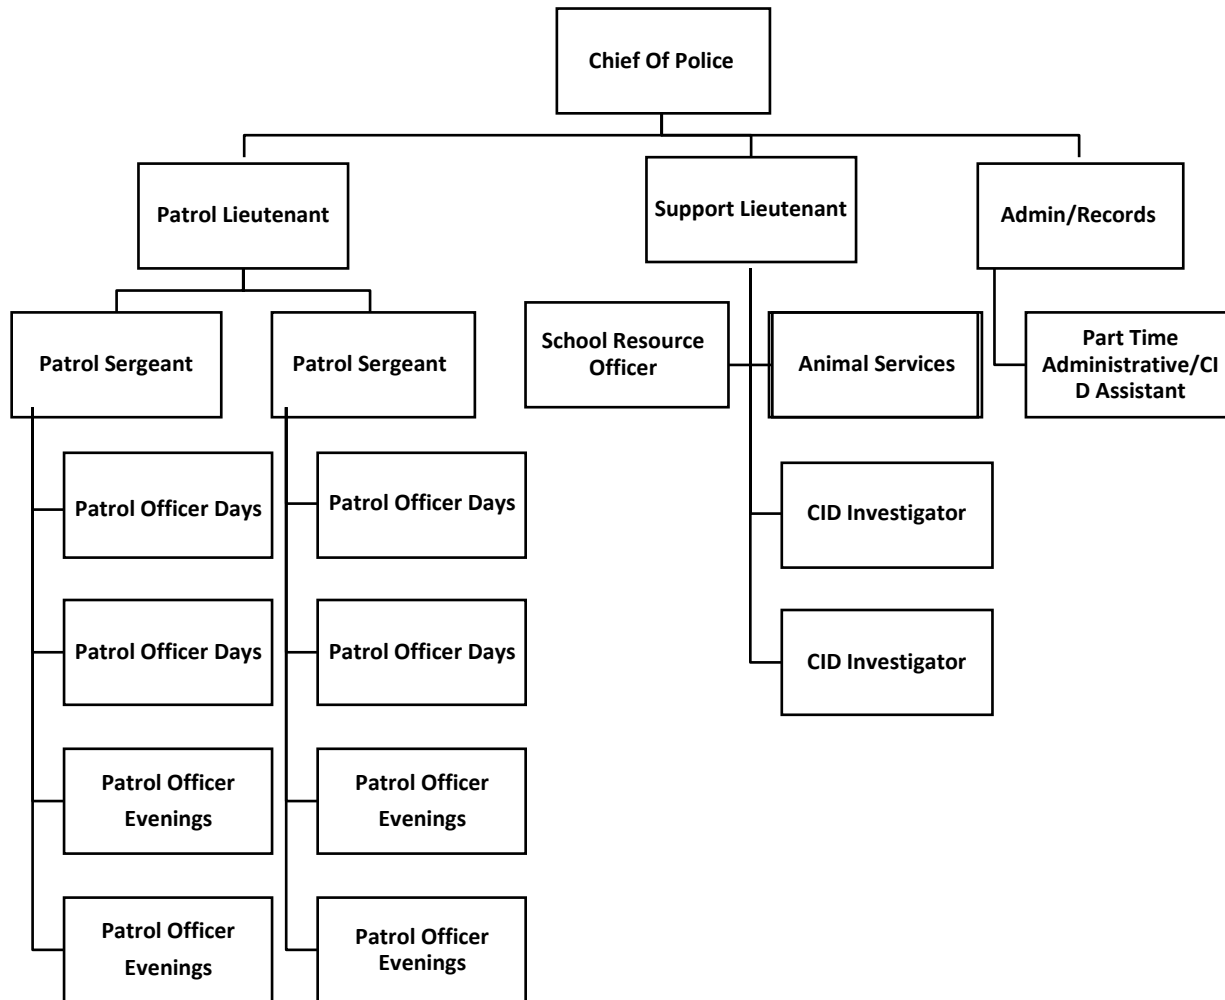 Chief Of Police
Patrol Lieutenant
Support Lieutenant
Admin/Records
Patrol Sergeant
Patrol Sergeant
School Resource
Officer
Animal Services
Part Time
Administrative/CI
D Assistant
Patrol Officer Days
Patrol Officer Days
CID Investigator
Patrol Officer Days
Patrol Officer Days
CID Investigator
Patrol Officer
Evenings
Patrol Officer
Evenings
Patrol Officer
Evenings
Patrol Officer
Evenings